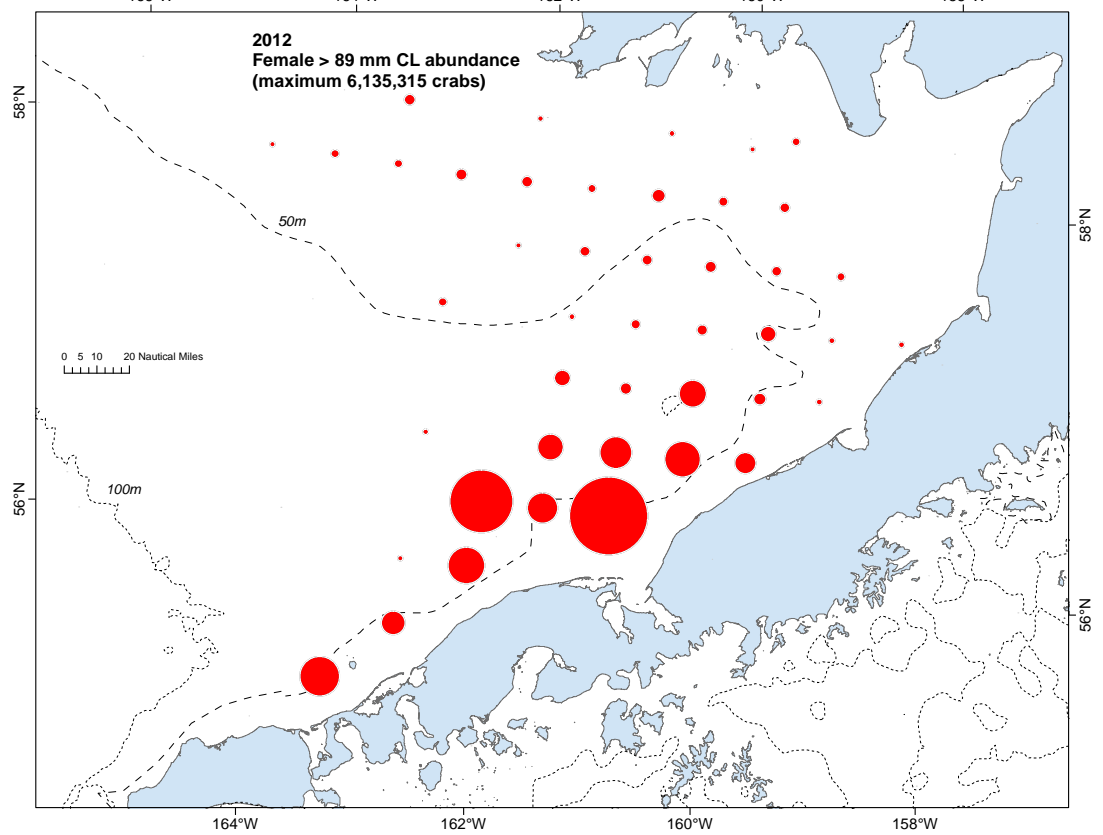 2012
Female > 89 mm CL abundance
(maximum 6,135,315 crabs)
58°N
58°N
50m
0 5 10 20 Nautical Miles
100m
56°N
56°N
164°W
162°W
160°W
158°W